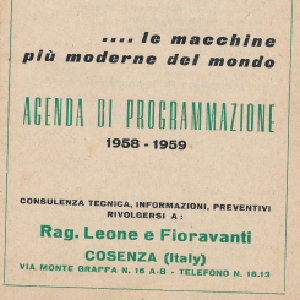 .... le macchine
più moderne del mondo
AGENDA DI PROGRAMMAZIONE
1958 - 1959
CONSULENZA TECNICA, INFORMAZIONI, PREVENTIVI
RIVOLGERSI A:
Rag. Leone e Fioravanti
COSENZA (Italy)
VIA MONTE GRAPPA N. 16 A-B - TELEFONO N. 18.13